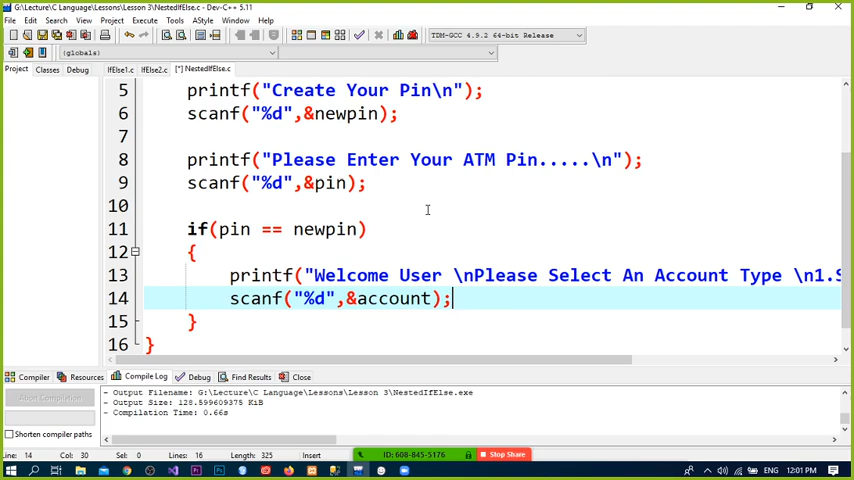 G:\Lecture\C Language\Lessons\Lesson 3\NestedIfElse.c - Dev-C++ 5.11
File Edit Search View Project Execute Tools AStyle Window Help
TDM-GCC 4.9.2 64-bit Release
(globals)
Project Classes Debug IfElse1.c IfElse2.c [*] NestedIfElse.c
5 printf("Create Your Pin\n");
6 scanf("%d",&newpin);
7
8 printf("Please Enter Your ATM Pin.....\n");
9 scanf("%d",&pin);
10
11 if(pin == newpin)
12 {
13 printf("Welcome User \nPlease Select An Account Type \n1.S
14 scanf("%d",&account);
15 }
16 }
Compiler Resources Compile Log Debug Find Results Close
Abort Compilation
Shorten compiler paths
- Output Filename: G:\Lecture\C Language\Lessons\Lesson 3\NestedIfElse.exe
- Output Size: 128.599609375 KiB
- Compilation Time: 0.66s
Line: 14 Col: 30 Sel: 0 Lines: 16 Length: 325 Insert
ID: 608-845-5176 Stop Share
ENG 12:01 PM